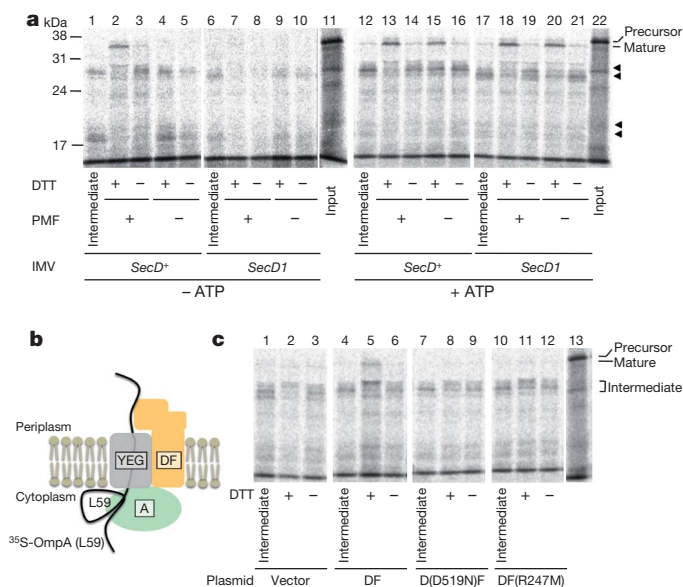 a
1 2 3 4 5 6 7 8 9 10 11 12 13 14 15 16 17 18 19 20 21 22
kDa
38
31
24
17
Precursor
Mature
DTT Intermediate + − + − Intermediate + − + − Input Intermediate + − + − Intermediate + − + − Input
PMF + − + − + − + −
IMV SecD+ SecD1 SecD+ SecD1
− ATP + ATP
b
Periplasm
YEG DF
Cytoplasm
L59 A
35S-OmpA (L59)
c
1 2 3 4 5 6 7 8 9 10 11 12 13
Precursor
Mature
Intermediate
DTT Intermediate + − Intermediate + − Intermediate + − Intermediate + −
Plasmid Vector DF D(D519N)F DF(R247M)